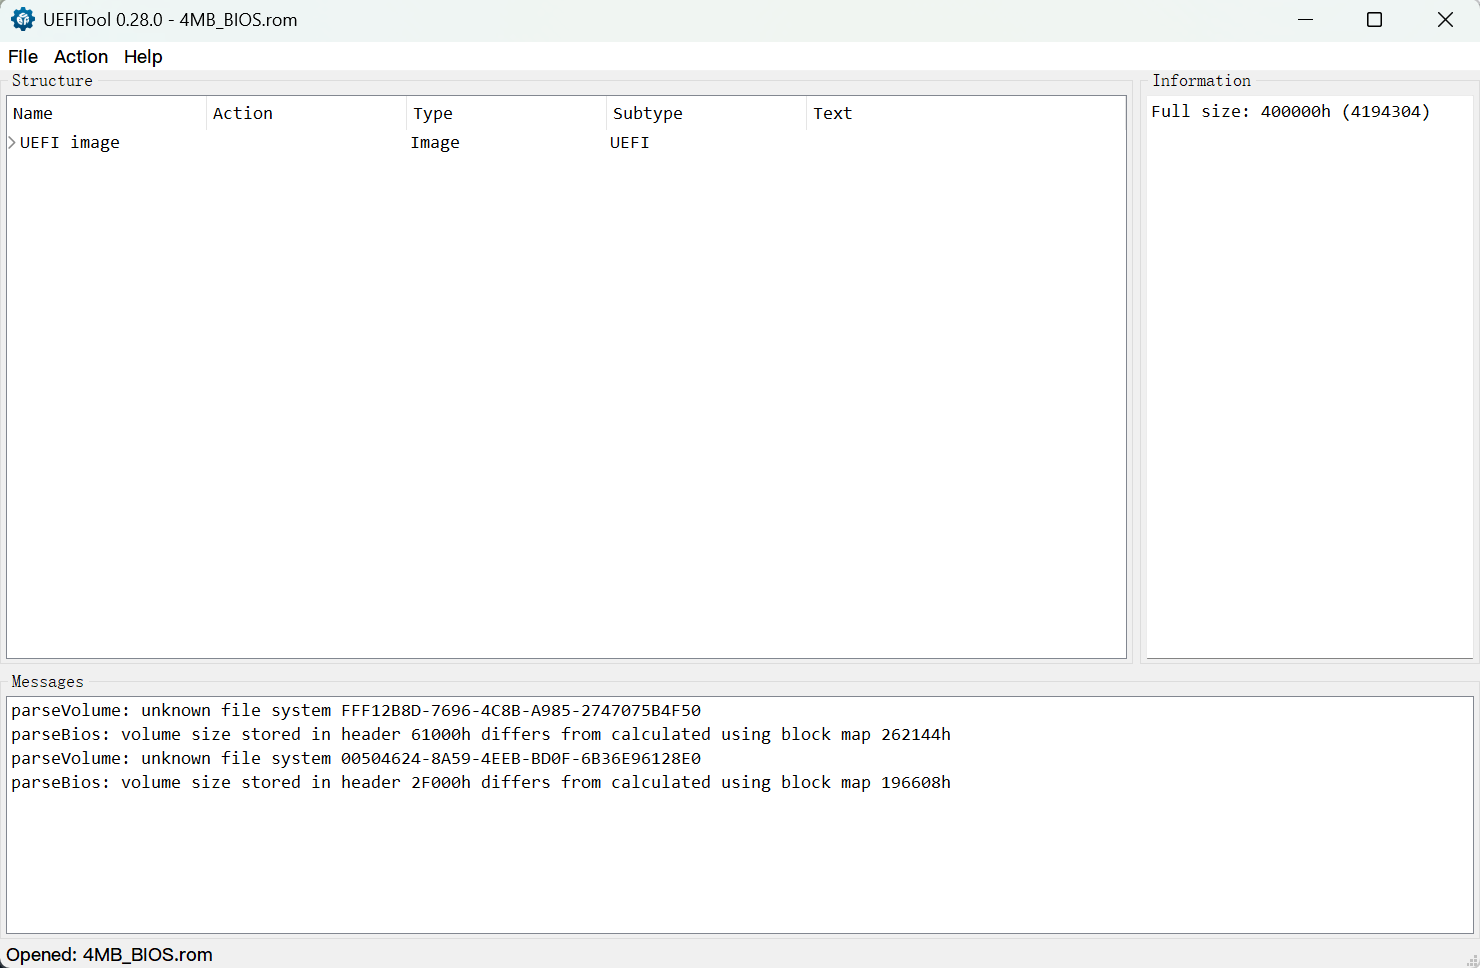 UEFITool 0.28.0 - 4MB_BIOS.rom
File Action Help
Structure
Name Action Type Subtype Text
UEFI image Image UEFI
Information
Full size: 400000h (4194304)
Messages
parseVolume: unknown file system FFF12B8D-7696-4C8B-A985-2747075B4F50
parseBios: volume size stored in header 61000h differs from calculated using block map 262144h
parseVolume: unknown file system 00504624-8A59-4EEB-BD0F-6B36E96128E0
parseBios: volume size stored in header 2F000h differs from calculated using block map 196608h
Opened: 4MB_BIOS.rom